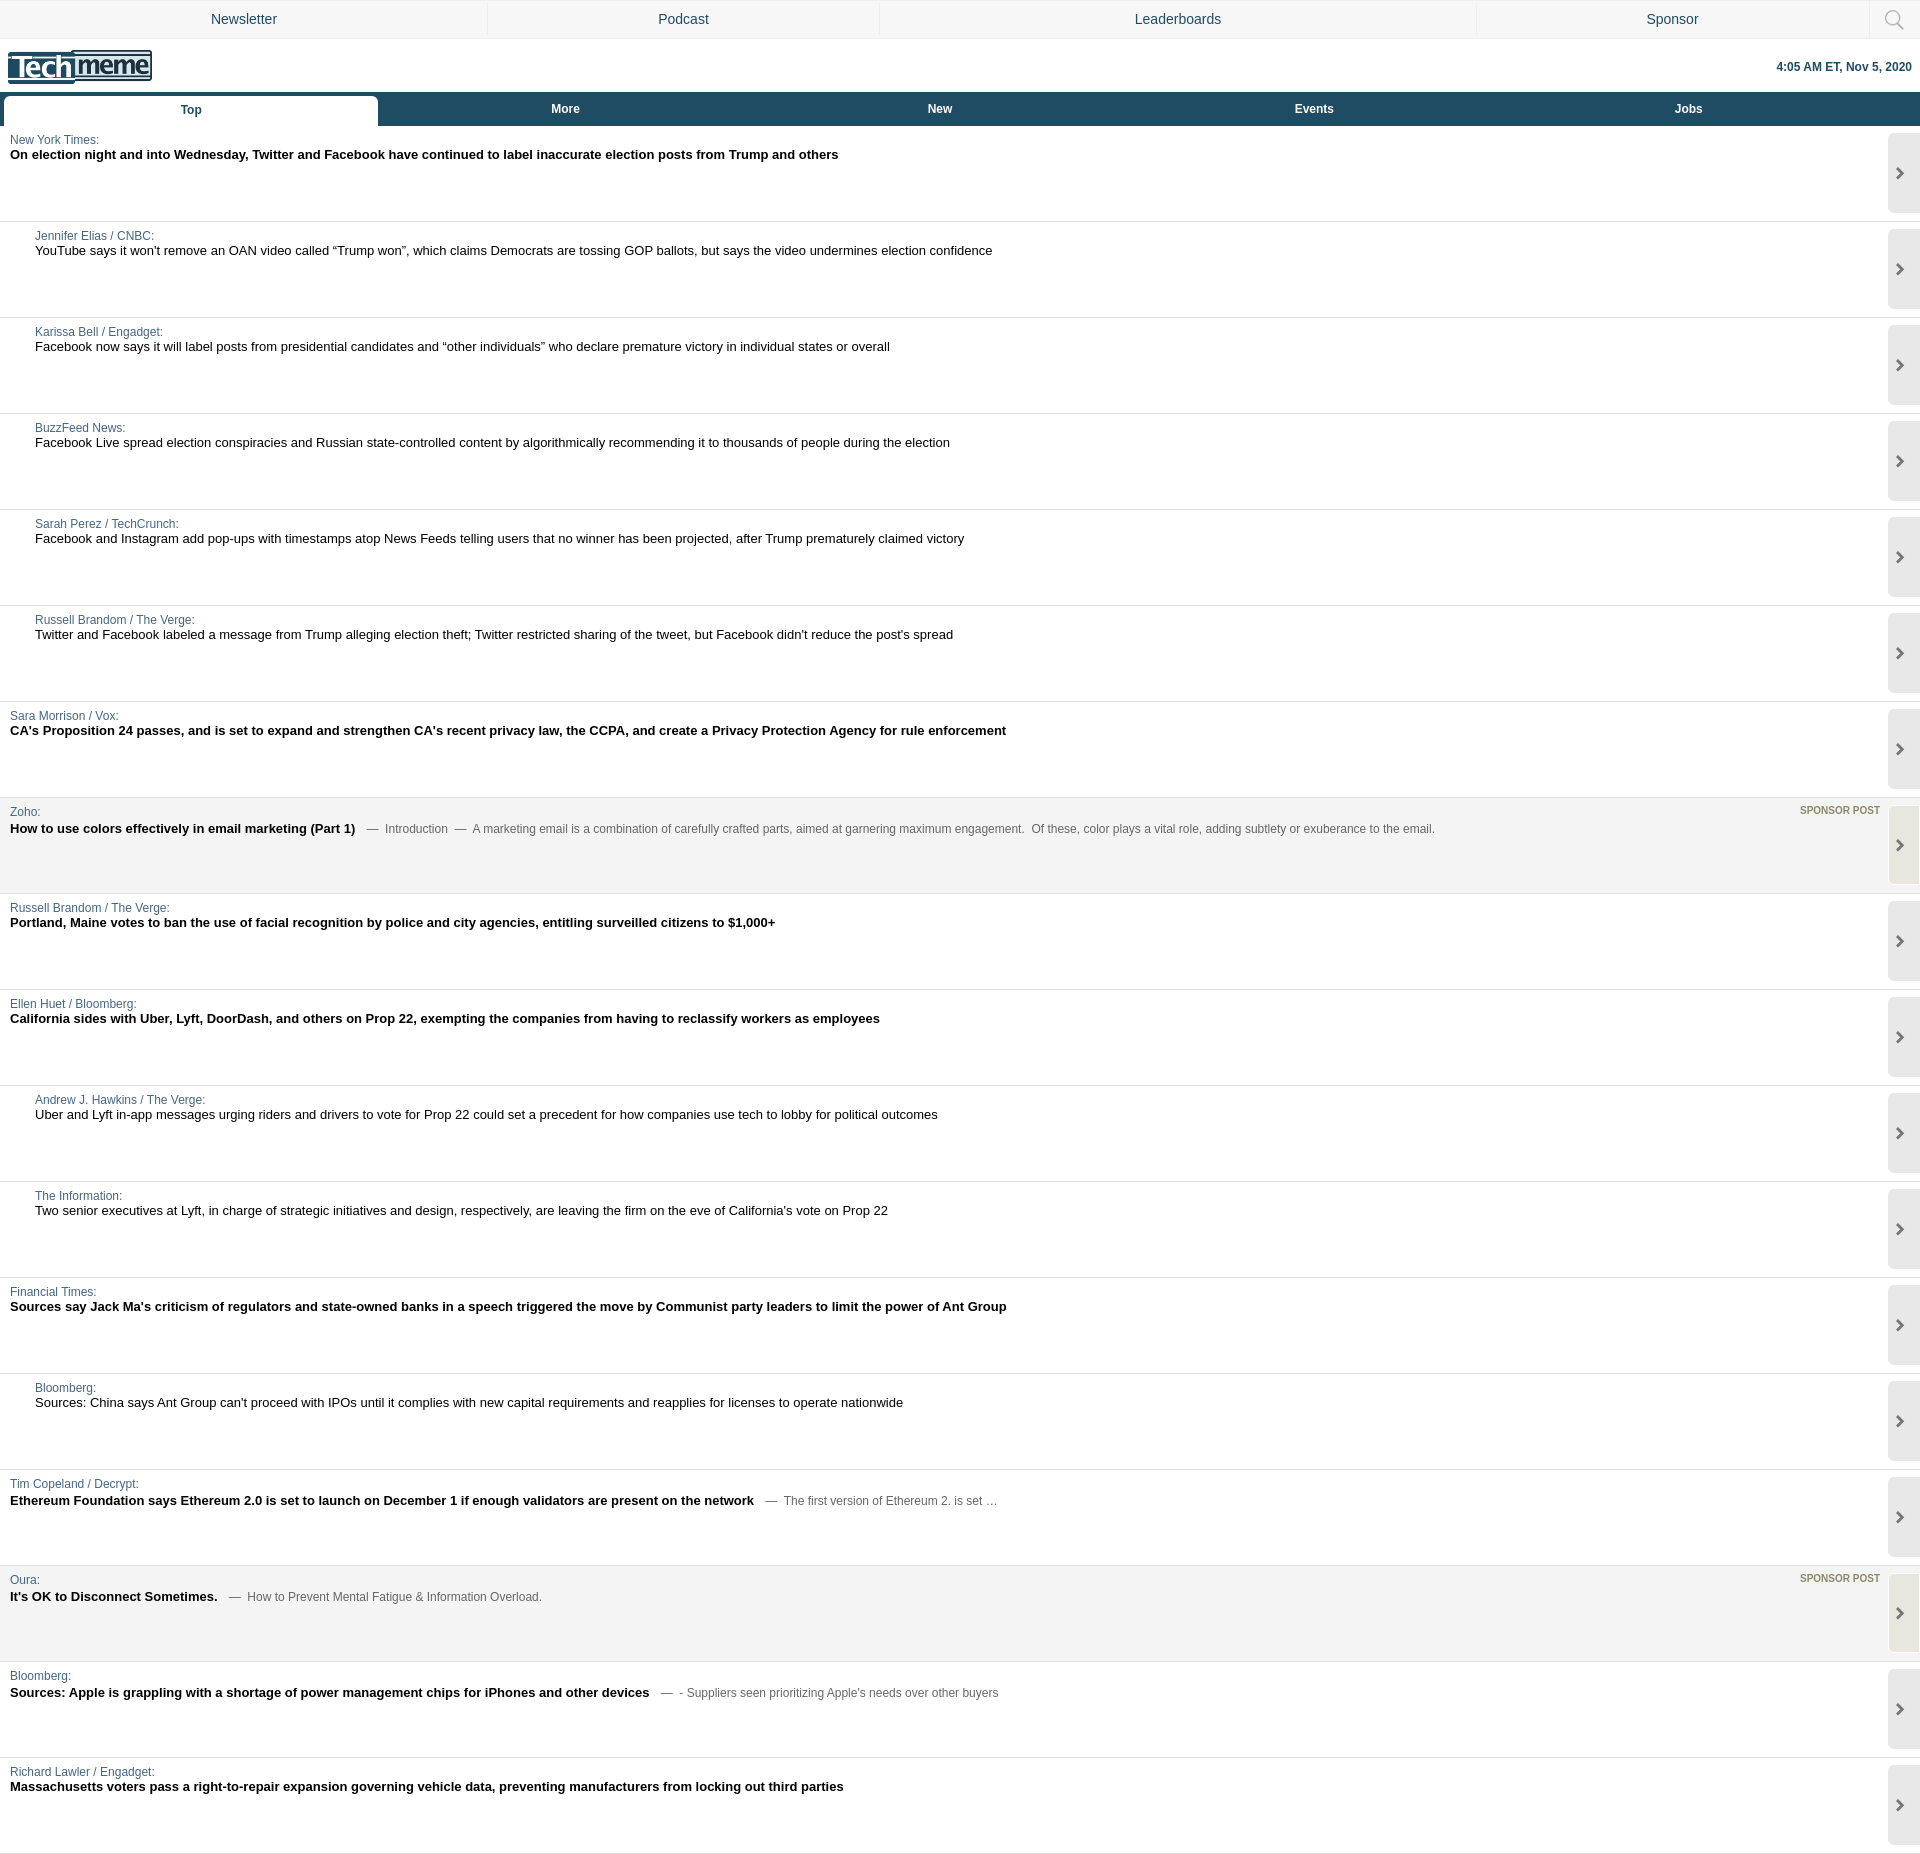 Newsletter
Podcast
Leaderboards
Sponsor
Techmeme
4:05 AM ET, Nov 5, 2020
Top
More
New
Events
Jobs
New York Times:
On election night and into Wednesday, Twitter and Facebook have continued to label inaccurate election posts from Trump and others
Jennifer Elias / CNBC:
YouTube says it won't remove an OAN video called “Trump won”, which claims Democrats are tossing GOP ballots, but says the video undermines election confidence
Karissa Bell / Engadget:
Facebook now says it will label posts from presidential candidates and “other individuals” who declare premature victory in individual states or overall
BuzzFeed News:
Facebook Live spread election conspiracies and Russian state-controlled content by algorithmically recommending it to thousands of people during the election
Sarah Perez / TechCrunch:
Facebook and Instagram add pop-ups with timestamps atop News Feeds telling users that no winner has been projected, after Trump prematurely claimed victory
Russell Brandom / The Verge:
Twitter and Facebook labeled a message from Trump alleging election theft; Twitter restricted sharing of the tweet, but Facebook didn't reduce the post's spread
Sara Morrison / Vox:
CA's Proposition 24 passes, and is set to expand and strengthen CA's recent privacy law, the CCPA, and create a Privacy Protection Agency for rule enforcement
Zoho:
SPONSOR POST
How to use colors effectively in email marketing (Part 1) — Introduction — A marketing email is a combination of carefully crafted parts, aimed at garnering maximum engagement. Of these, color plays a vital role, adding subtlety or exuberance to the email.
Russell Brandom / The Verge:
Portland, Maine votes to ban the use of facial recognition by police and city agencies, entitling surveilled citizens to $1,000+
Ellen Huet / Bloomberg:
California sides with Uber, Lyft, DoorDash, and others on Prop 22, exempting the companies from having to reclassify workers as employees
Andrew J. Hawkins / The Verge:
Uber and Lyft in-app messages urging riders and drivers to vote for Prop 22 could set a precedent for how companies use tech to lobby for political outcomes
The Information:
Two senior executives at Lyft, in charge of strategic initiatives and design, respectively, are leaving the firm on the eve of California's vote on Prop 22
Financial Times:
Sources say Jack Ma's criticism of regulators and state-owned banks in a speech triggered the move by Communist party leaders to limit the power of Ant Group
Bloomberg:
Sources: China says Ant Group can't proceed with IPOs until it complies with new capital requirements and reapplies for licenses to operate nationwide
Tim Copeland / Decrypt:
Ethereum Foundation says Ethereum 2.0 is set to launch on December 1 if enough validators are present on the network — The first version of Ethereum 2. is set …
Oura:
SPONSOR POST
It's OK to Disconnect Sometimes. — How to Prevent Mental Fatigue & Information Overload.
Bloomberg:
Sources: Apple is grappling with a shortage of power management chips for iPhones and other devices — - Suppliers seen prioritizing Apple's needs over other buyers
Richard Lawler / Engadget:
Massachusetts voters pass a right-to-repair expansion governing vehicle data, preventing manufacturers from locking out third parties